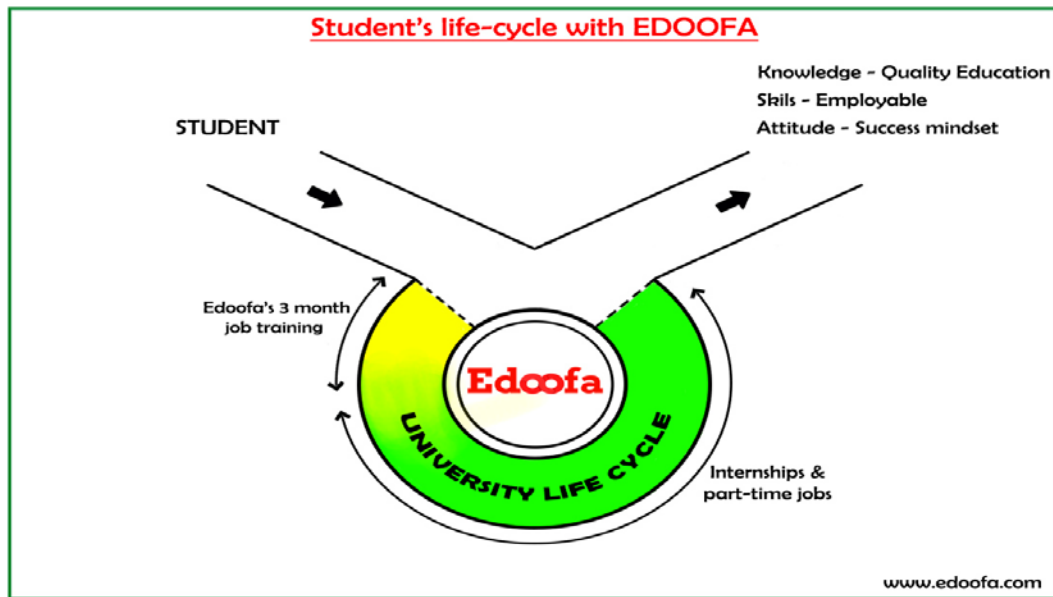 Student's life-cycle with EDOOFA
Knowledge - Quality Education
Skils - Employable
Attitude - Success mindset
STUDENT
Edoofa's 3 month
job training
Edoofa
UNIVERSITY LIFE CYCLE
Internships &
part-time jobs
www.edoofa.com